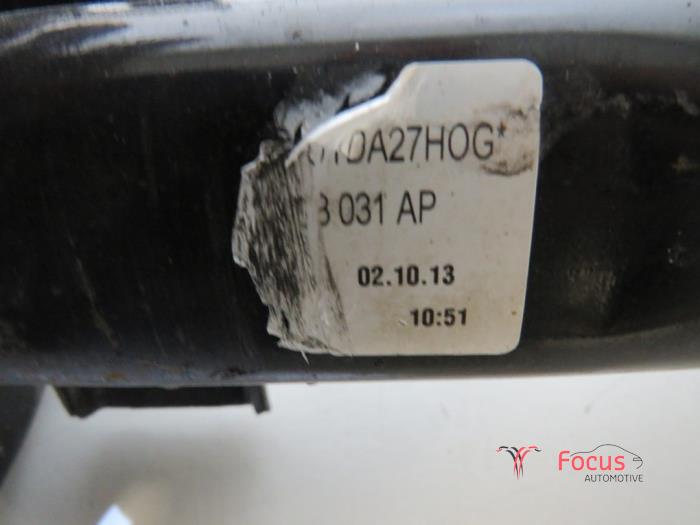 DA27HOG*
3 031 AP
02.10.13
10:51
Focus
AUTOMOTIVE